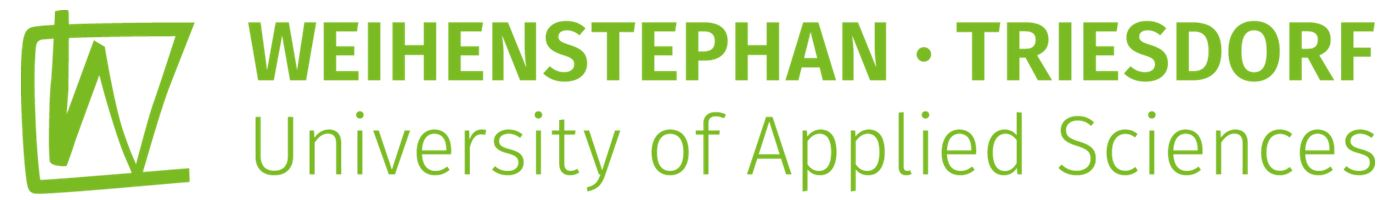 WEIHENSTEPHAN · TRIESDORF
University of Applied Sciences